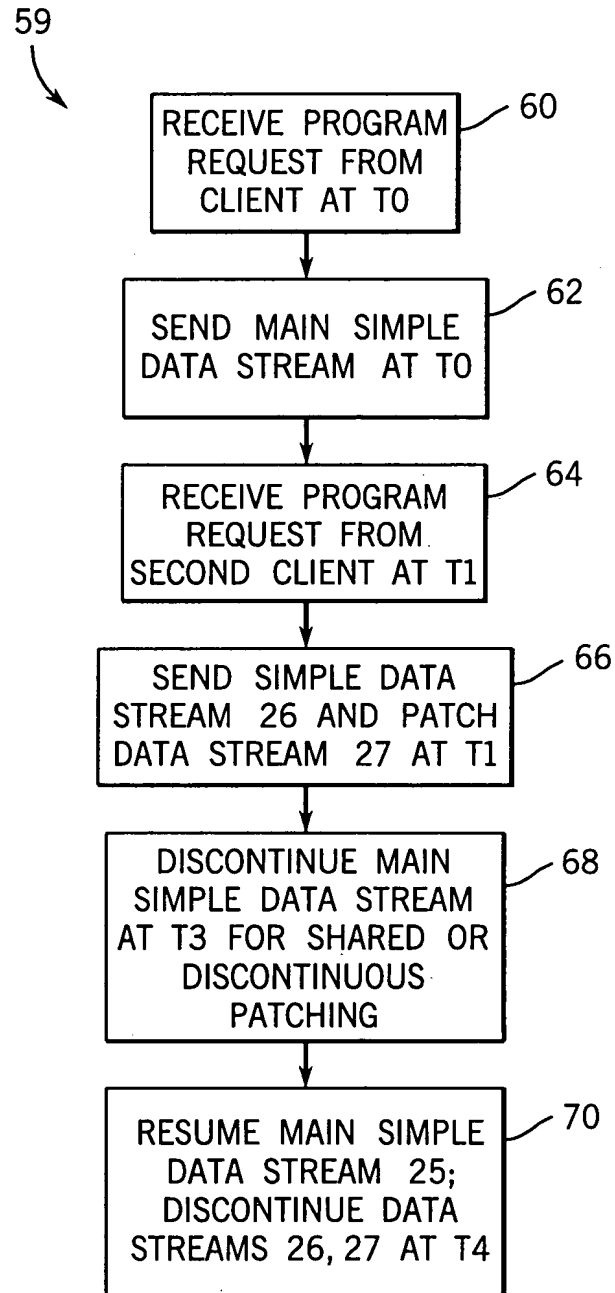 59
RECEIVE PROGRAM
REQUEST FROM
CLIENT AT T0
60
SEND MAIN SIMPLE
DATA STREAM AT T0
62
RECEIVE PROGRAM
REQUEST FROM
SECOND CLIENT AT T1
64
SEND SIMPLE DATA
STREAM 26 AND PATCH
DATA STREAM 27 AT T1
66
DISCONTINUE MAIN
SIMPLE DATA STREAM
AT T3 FOR SHARED OR
DISCONTINUOUS
PATCHING
68
RESUME MAIN SIMPLE
DATA STREAM 25;
DISCONTINUE DATA
STREAMS 26, 27 AT T4
70